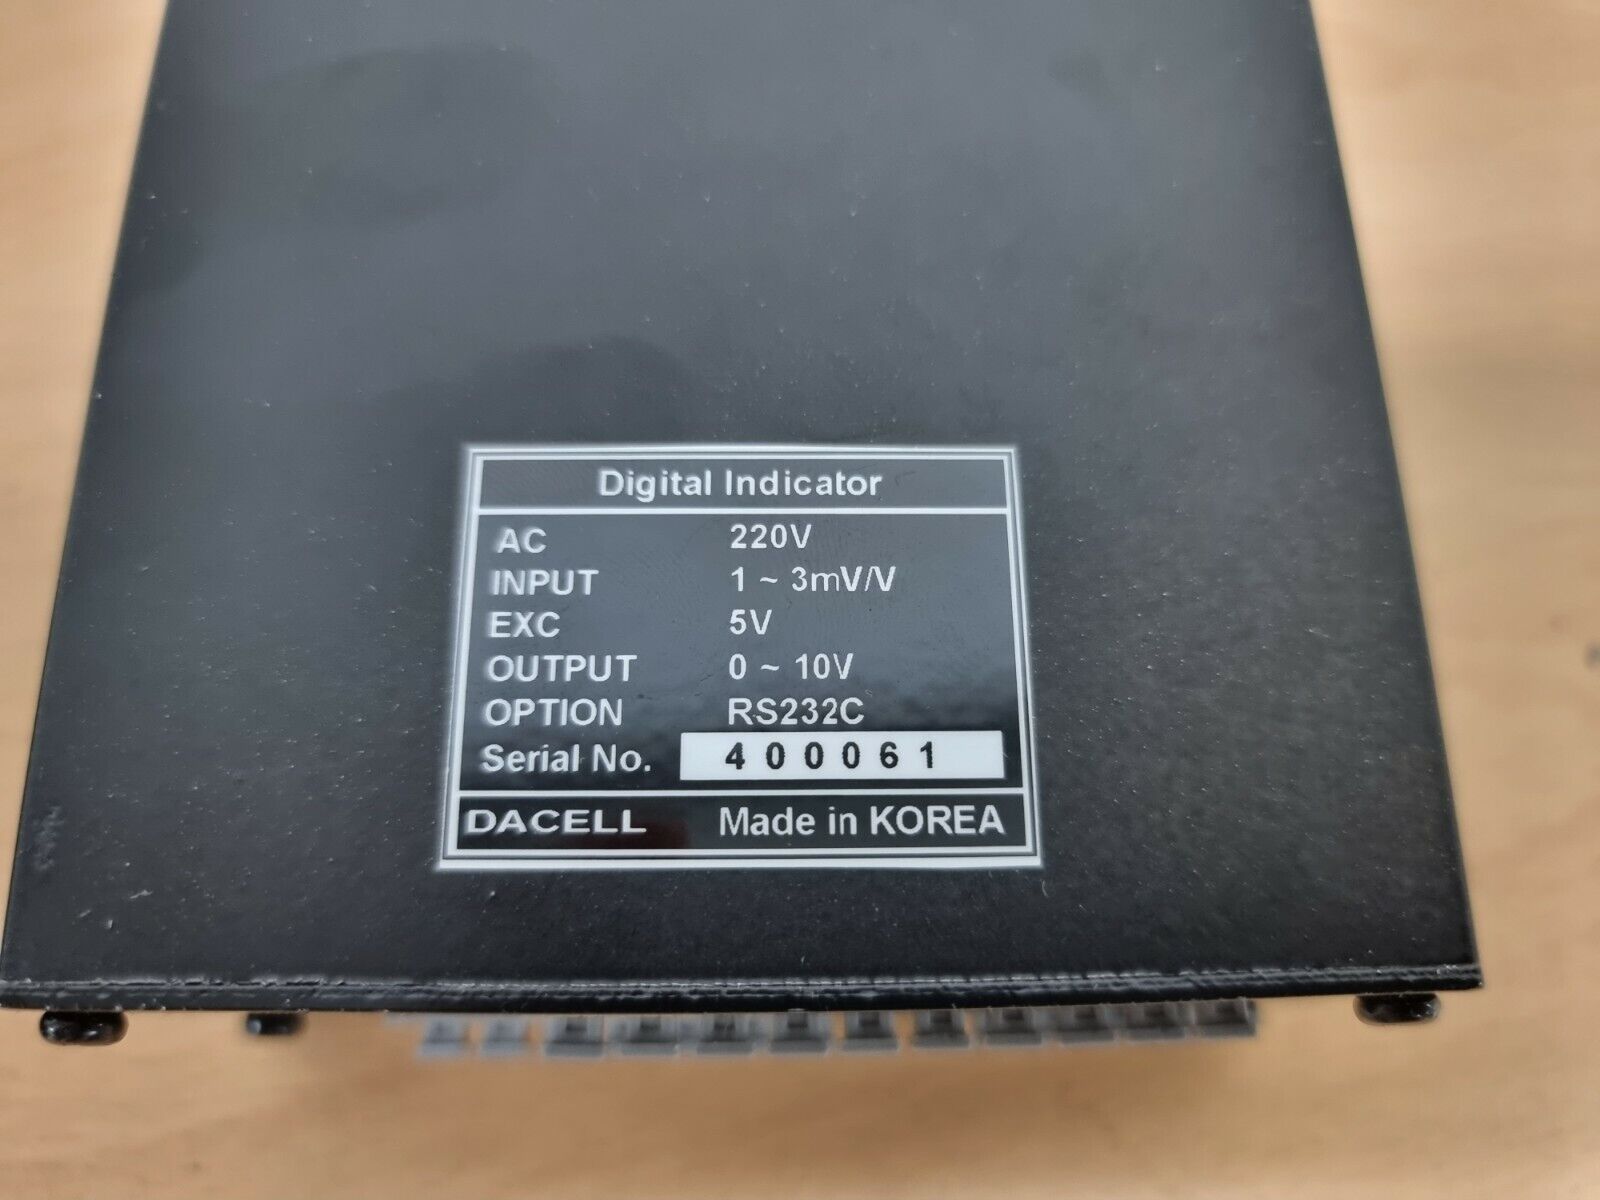 Digital Indicator
AC 220V
INPUT 1 ~ 3mV/V
EXC 5V
OUTPUT 0 ~ 10V
OPTION RS232C
Serial No. 400061
DACELL Made in KOREA